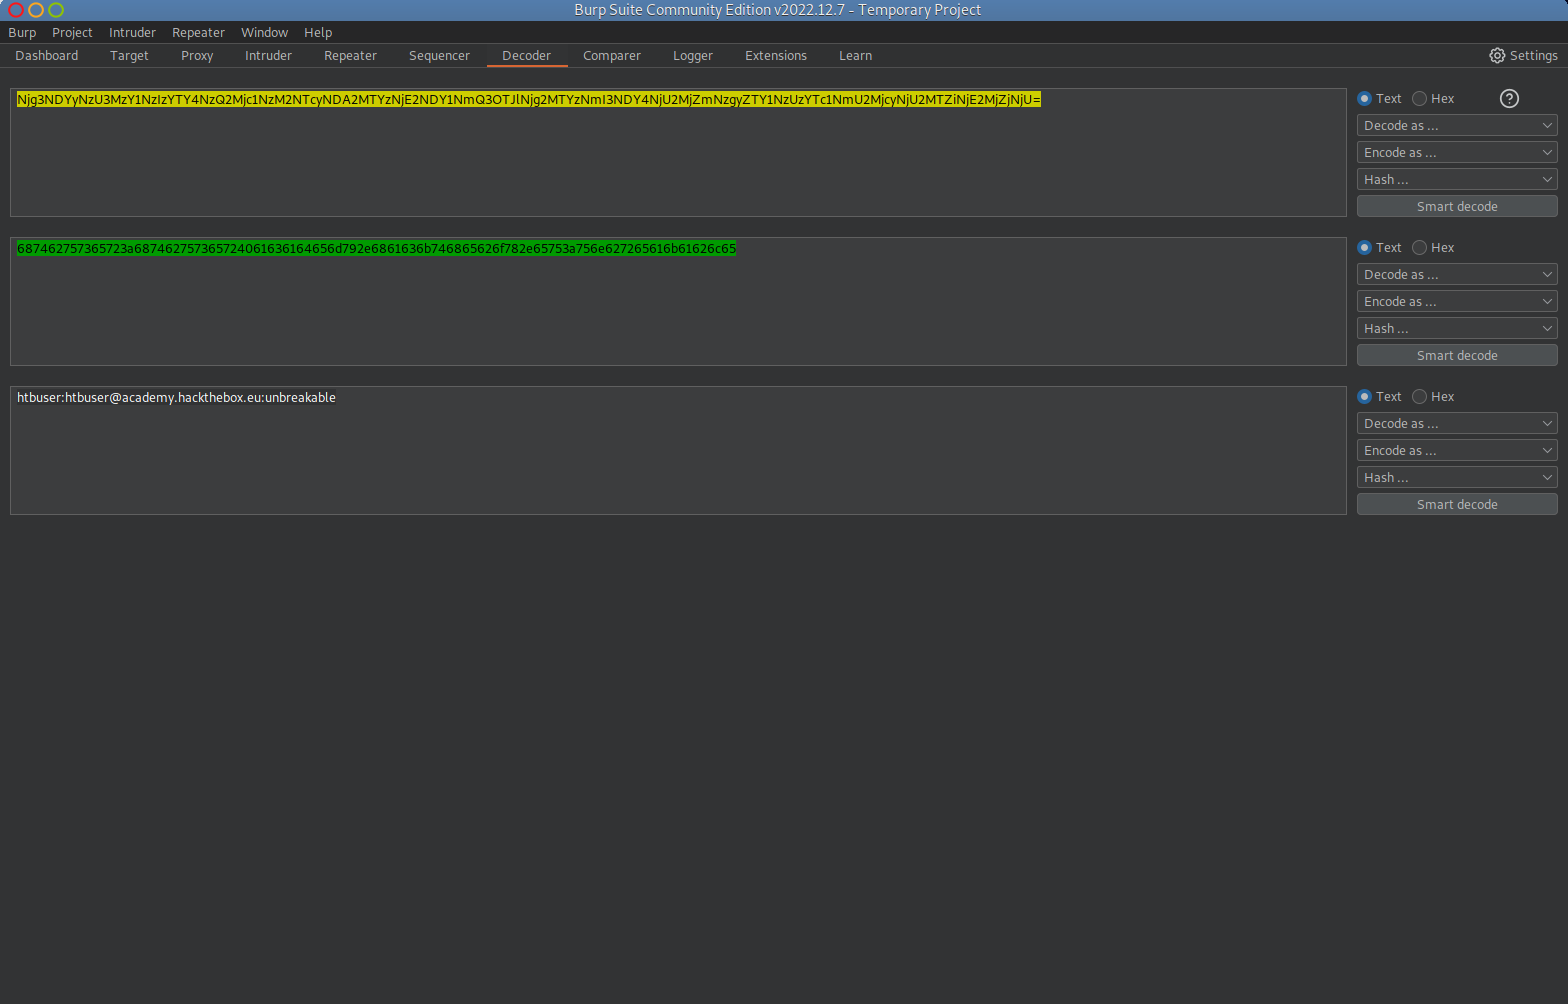 Burp Suite Community Edition v2022.12.7 - Temporary Project
Burp Project Intruder Repeater Window Help
Dashboard Target Proxy Intruder Repeater Sequencer Decoder Comparer Logger Extensions Learn Settings
Njg3NDYyNzU3MzY1NzIzYTY4NzQ2Mjc1NzM2NTcyNDA2MTYzNjE2NDY1NmQ3OTJlNjg2MTYzNmI3NDY4NjU2MjZmNzgyZTY1NzUzYTc1NmU2MjcyNjU2MTZiNjE2MjZjNjU=
Text Hex ?
Decode as ...
Encode as ...
Hash ...
Smart decode
687462757365723a687462757365724061636164656d792e6861636b746865626f782e65753a756e627265616b61626c65
Text Hex
Decode as ...
Encode as ...
Hash ...
Smart decode
htbuser:htbuser@academy.hackthebox.eu:unbreakable
Text Hex
Decode as ...
Encode as ...
Hash ...
Smart decode